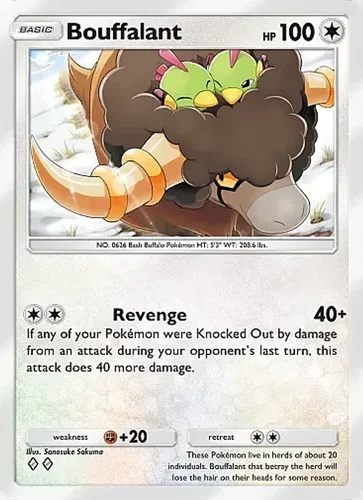 BASIC Bouffalant HP 100
NO. 0626 Bash Buffalo Pokémon HT: 5'3" WT: 208.6 lbs.
Revenge 40+
If any of your Pokémon were Knocked Out by damage
from an attack during your opponent's last turn, this
attack does 40 more damage.
weakness +20 retreat
Illus. Sanosuke Sakuma
These Pokémon live in herds of about 20
individuals. Bouffalant that betray the herd will
lose the hair on their heads for some reason.